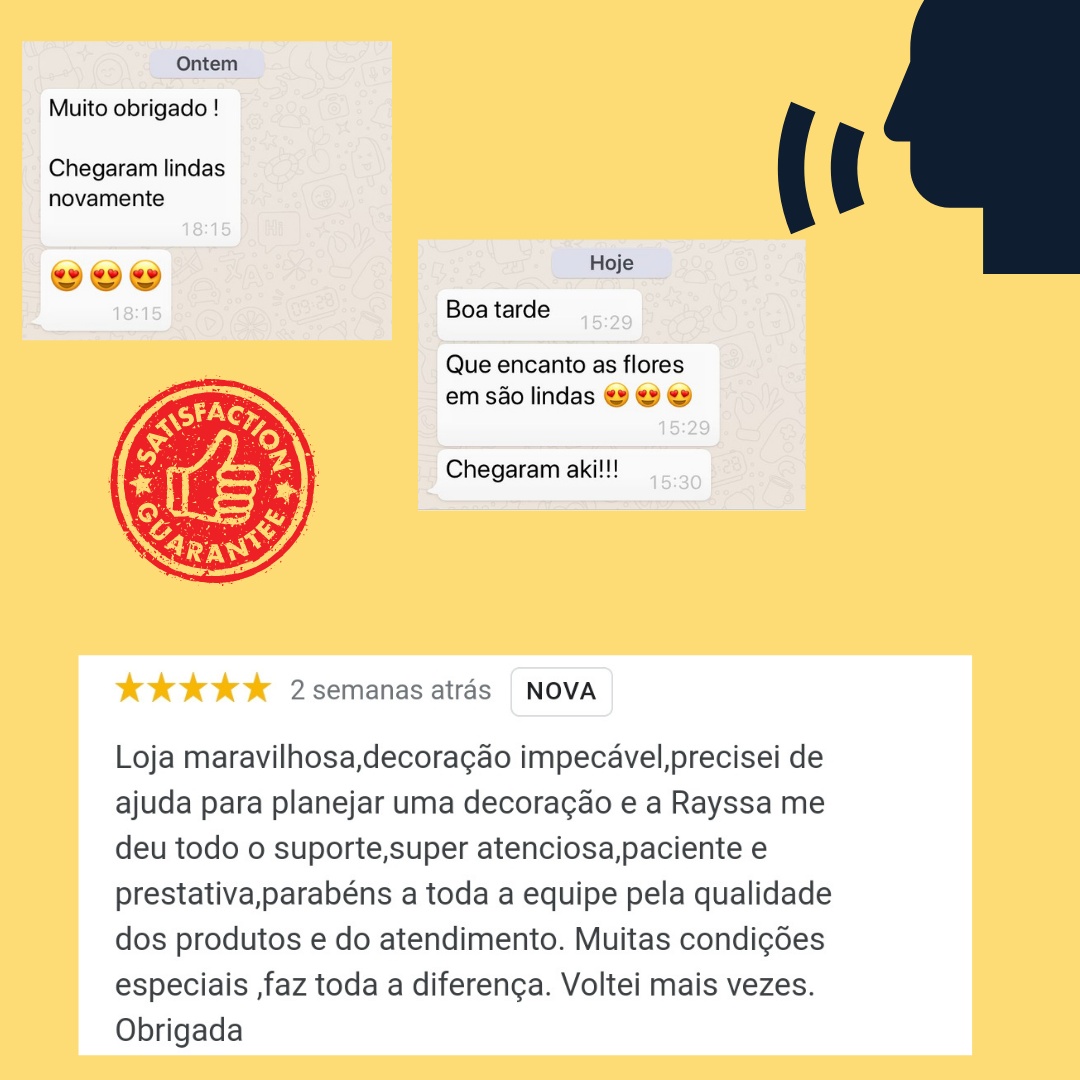 Ontem
Muito obrigado !
Chegaram lindas
novamente
18:15
😍 😍 😍
18:15
Hoje
Boa tarde
15:29
Que encanto as flores
em são lindas 😍 😍 😍
15:29
Chegaram aki!!!
15:30
SATISFACTION
GUARANTEE
★★★★★ 2 semanas atrás NOVA
Loja maravilhosa,decoração impecável,precisei de
ajuda para planejar uma decoração e a Rayssa me
deu todo o suporte,super atenciosa,paciente e
prestativa,parabéns a toda a equipe pela qualidade
dos produtos e do atendimento. Muitas condições
especiais ,faz toda a diferença. Voltei mais vezes.
Obrigada